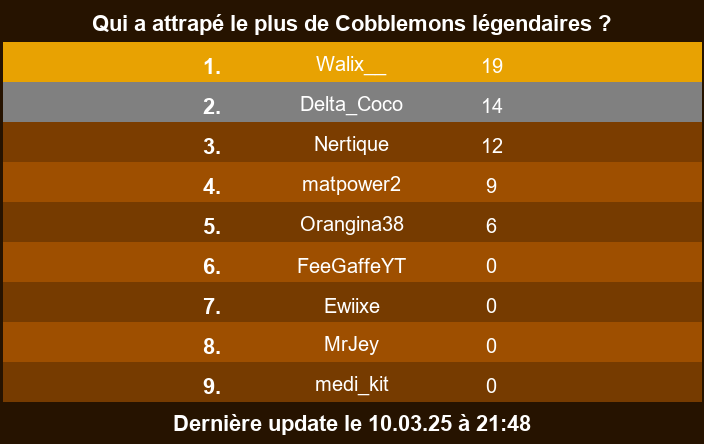 Qui a attrapé le plus de Cobblemons légendaires ?
1. Walix__ 19
2. Delta_Coco 14
3. Nertique 12
4. matpower2 9
5. Orangina38 6
6. FeeGaffeYT 0
7. Ewiixe 0
8. MrJey 0
9. medi_kit 0
Dernière update le 10.03.25 à 21:48